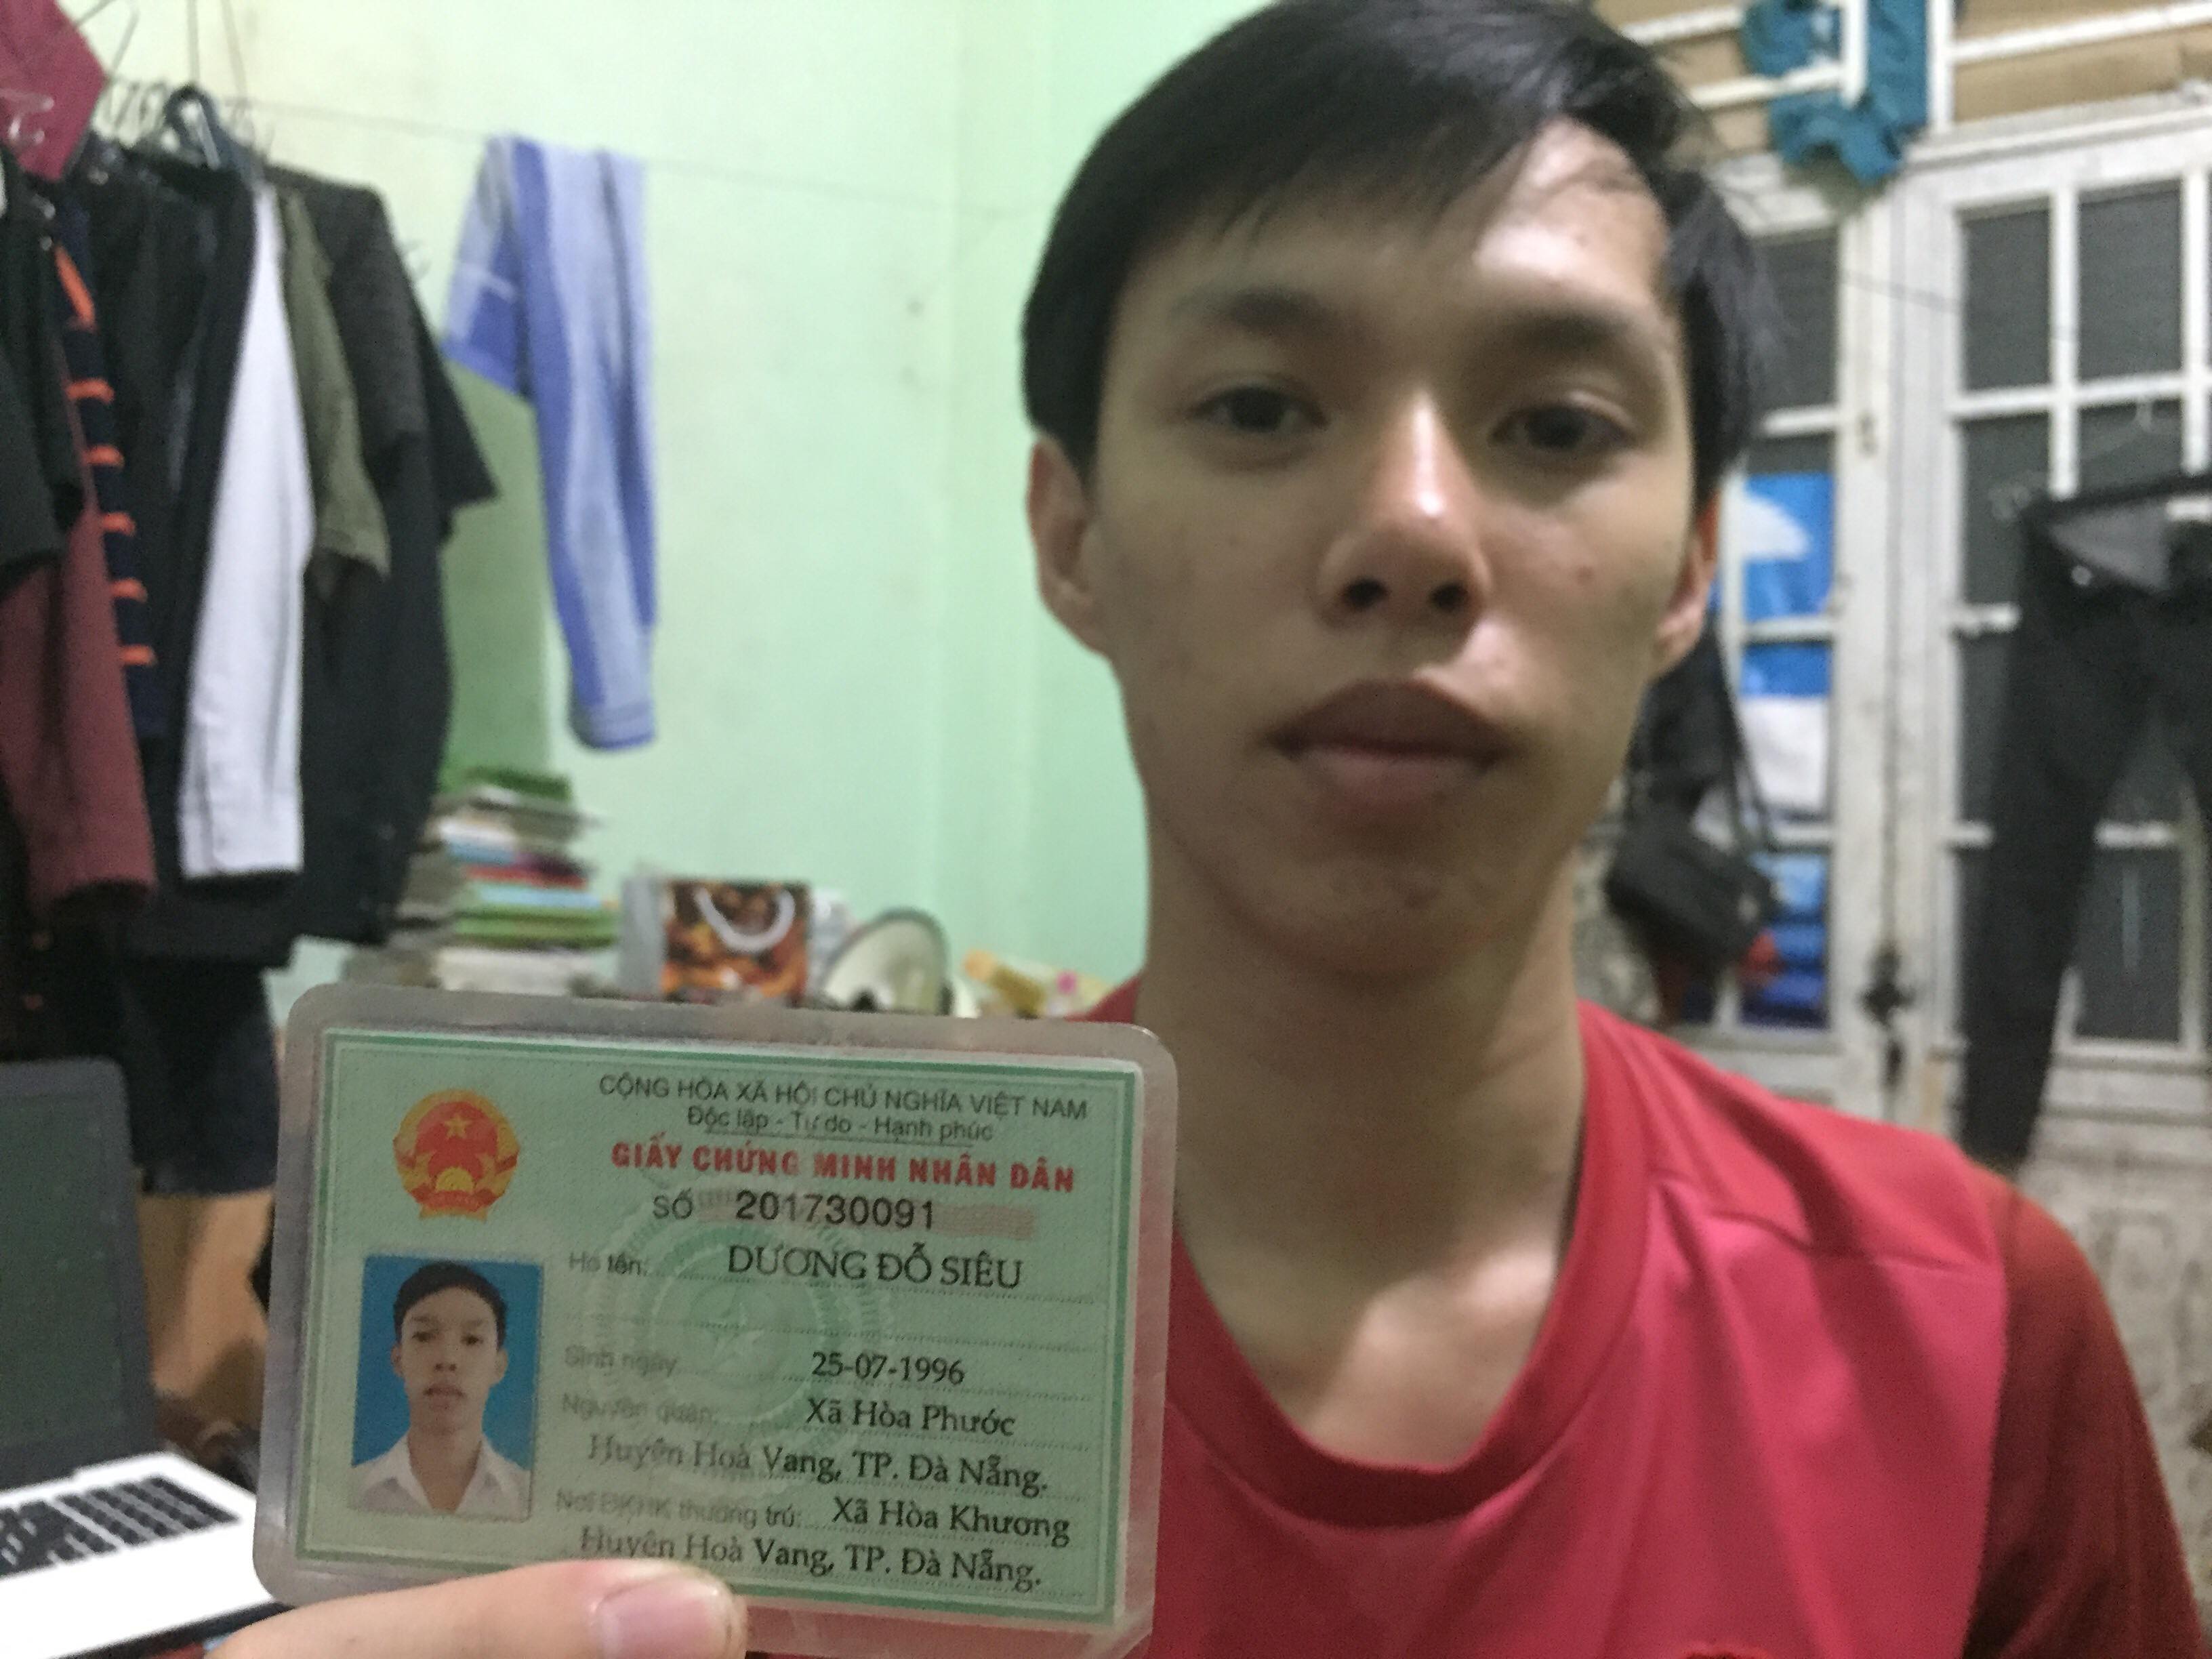 CỘNG HÒA XÃ HỘI CHỦ NGHĨA VIỆT NAM
Độc lập - Tự do - Hạnh phúc
GIẤY CHỨNG MINH NHÂN DÂN
SỐ 201730091
Họ tên: DƯƠNG ĐỖ SIÊU
Sinh ngày 25-07-1996
Nguyên quán: Xã Hòa Phước
Huyện Hoà Vang, TP. Đà Nẵng.
Nơi ĐKHK thường trú: Xã Hòa Khương
Huyện Hoà Vang, TP. Đà Nẵng.